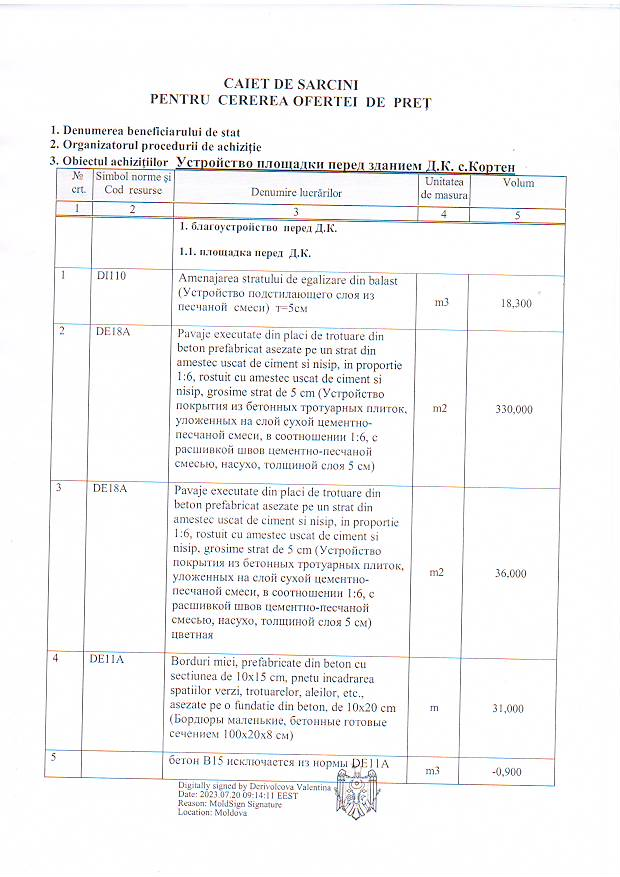 CAIET DE SARCINI
PENTRU CEREREA OFERTEI DE PREȚ
1. Denumerea beneficiarului de stat
2. Organizatorul procedurii de achiziție
3. Obiectul achizițiilor Устройство площадки перед зданием Д.К. с.Кортен
№ crt.
Simbol norme și Cod resurse
Denumire lucrărilor
Unitatea de masura
Volum
1 2 3 4 5
1. благоустройство перед Д.К.
1.1. площадка перед Д.К.
1 DI110 Amenajarea stratului de egalizare din balast
(Устройство подстилающего слоя из
песчаной смеси) т=5см
m3 18,300
2 DE18A Pavaje executate din placi de trotuare din
beton prefabricat asezate pe un strat din
amestec uscat de ciment si nisip, in proportie
1:6, rostuit cu amestec uscat de ciment si
nisip, grosime strat de 5 cm (Устройство
покрытия из бетонных тротуарных плиток,
уложенных на слой сухой цементно-
песчаной смеси, в соотношении 1:6, с
расшивкой швов цементно-песчаной
смесью, насухо, толщиной слоя 5 см)
m2 330,000
3 DE18A Pavaje executate din placi de trotuare din
beton prefabricat asezate pe un strat din
amestec uscat de ciment si nisip, in proportie
1:6, rostuit cu amestec uscat de ciment si
nisip, grosime strat de 5 cm (Устройство
покрытия из бетонных тротуарных плиток,
уложенных на слой сухой цементно-
песчаной смеси, в соотношении 1:6, с
расшивкой швов цементно-песчаной
смесью, насухо, толщиной слоя 5 см)
цветная
m2 36,000
4 DE11A Borduri mici, prefabricate din beton cu
sectiunea de 10x15 cm, pnetu incadrarea
spatiilor verzi, trotuarelor, aleilor, etc.,
asezate pe o fundatie din beton, de 10x20 cm
(Бордюры маленькие, бетонные готовые
сечением 100x20x8 см)
m 31,000
5 бетон В15 исключается из нормы DE11A
m3 -0,900
Digitally signed by Derivolcova Valentina
Date: 2023.07.20 09:14:11 EEST
Reason: MoldSign Signature
Location: Moldova